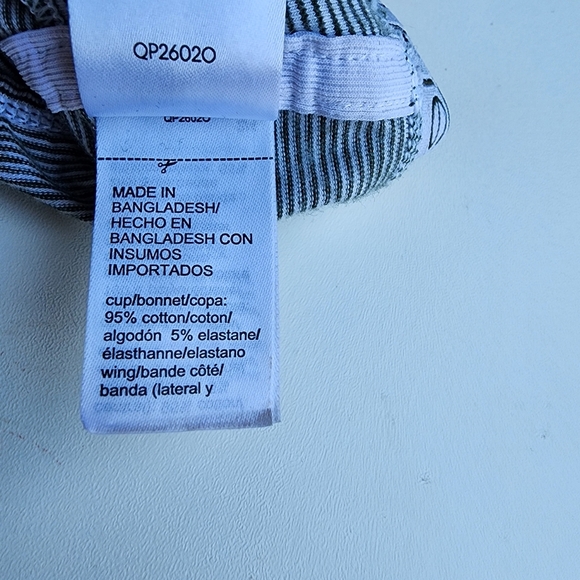 QP2602O
QP2602O
MADE IN
BANGLADESH/
HECHO EN
BANGLADESH CON
INSUMOS
IMPORTADOS
cup/bonnet/copa:
95% cotton/coton/
algodón 5% elastane/
élasthanne/elastano
wing/bande côté/
banda (lateral y